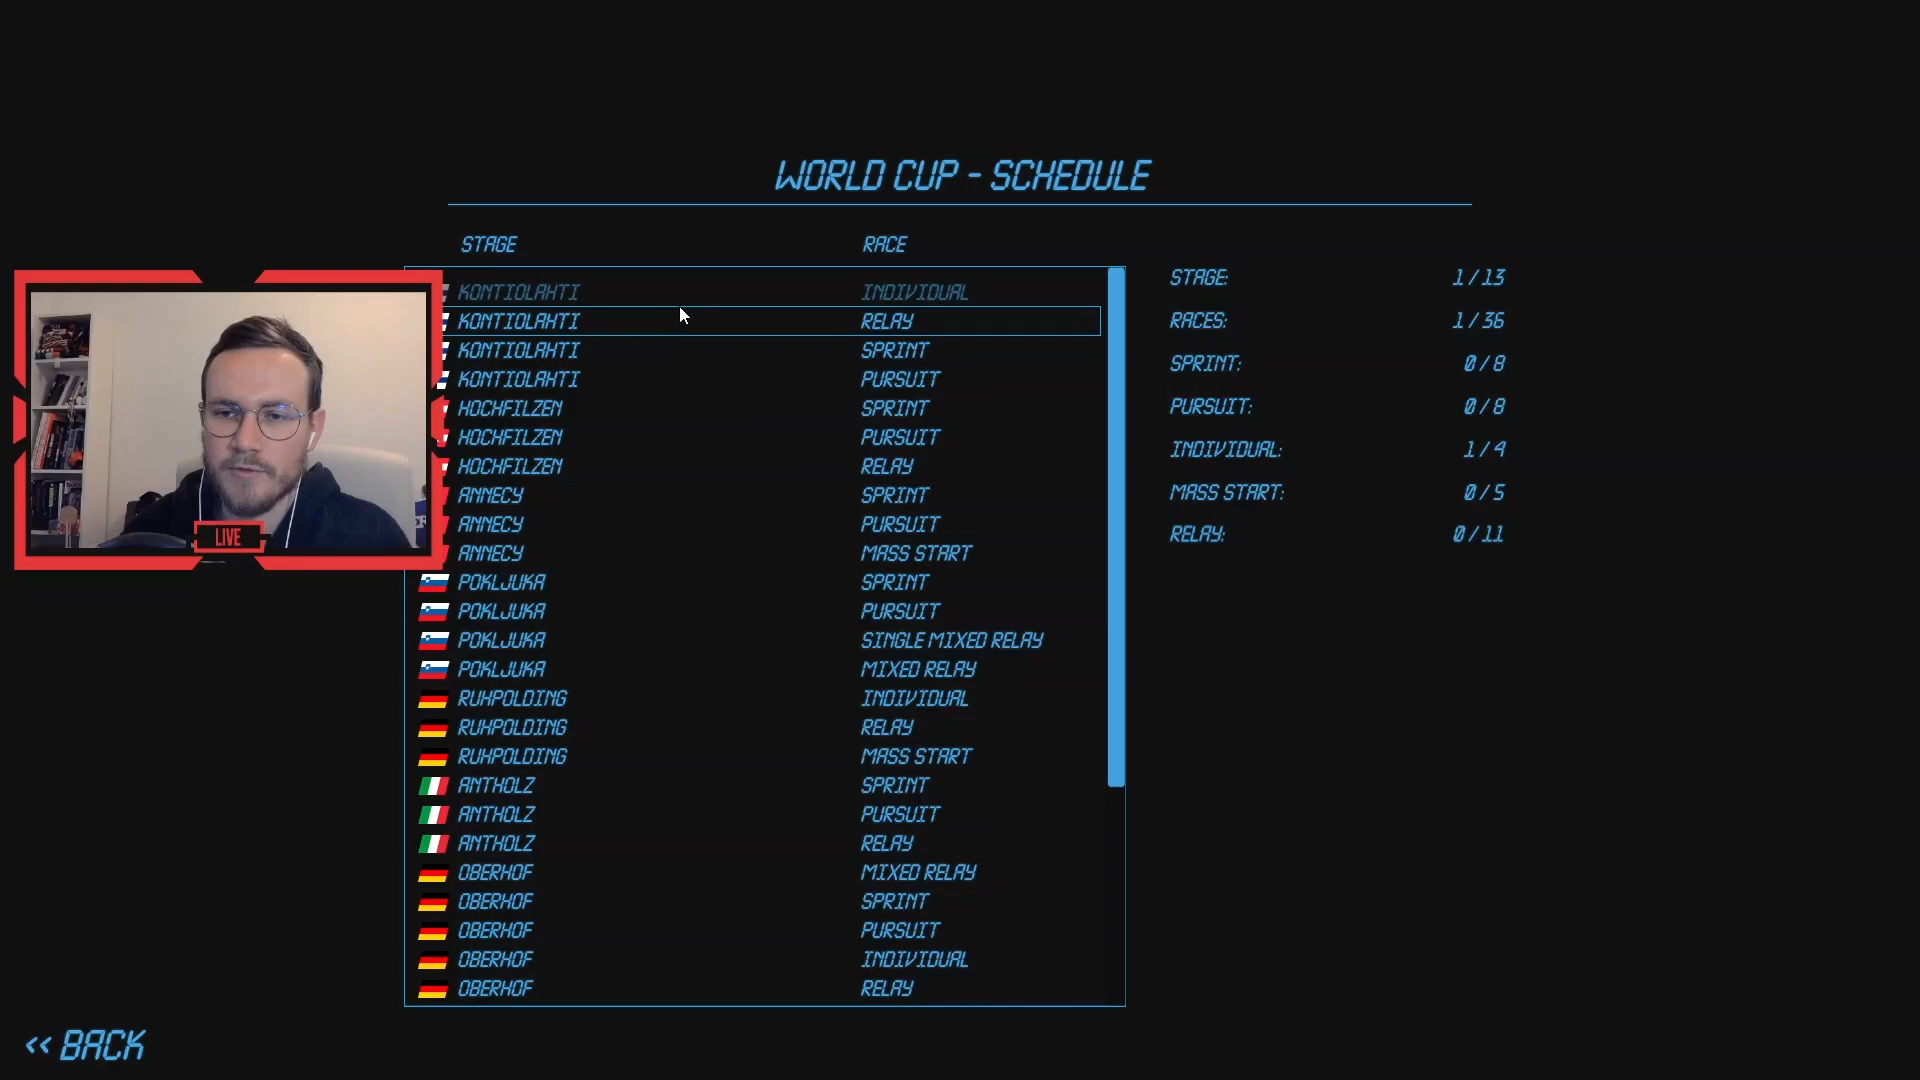 WORLD CUP - SCHEDULE
STAGE RACE
KONTIOLAHTI INDIVIDUAL
KONTIOLAHTI RELAY
KONTIOLAHTI SPRINT
KONTIOLAHTI PURSUIT
HOCHFILZEN SPRINT
HOCHFILZEN PURSUIT
HOCHFILZEN RELAY
ANNECY SPRINT
ANNECY PURSUIT
ANNECY MASS START
POKLJUKA SPRINT
POKLJUKA PURSUIT
POKLJUKA SINGLE MIXED RELAY
POKLJUKA MIXED RELAY
RUHPOLDING INDIVIDUAL
RUHPOLDING RELAY
RUHPOLDING MASS START
ANTHOLZ SPRINT
ANTHOLZ PURSUIT
ANTHOLZ RELAY
OBERHOF MIXED RELAY
OBERHOF SPRINT
OBERHOF PURSUIT
OBERHOF INDIVIDUAL
OBERHOF RELAY
STAGE: 1 / 13
RACES: 1 / 36
SPRINT: 0 / 8
PURSUIT: 0 / 8
INDIVIDUAL: 1 / 4
MASS START: 0 / 5
RELAY: 0 / 11
LIVE
<< BACK